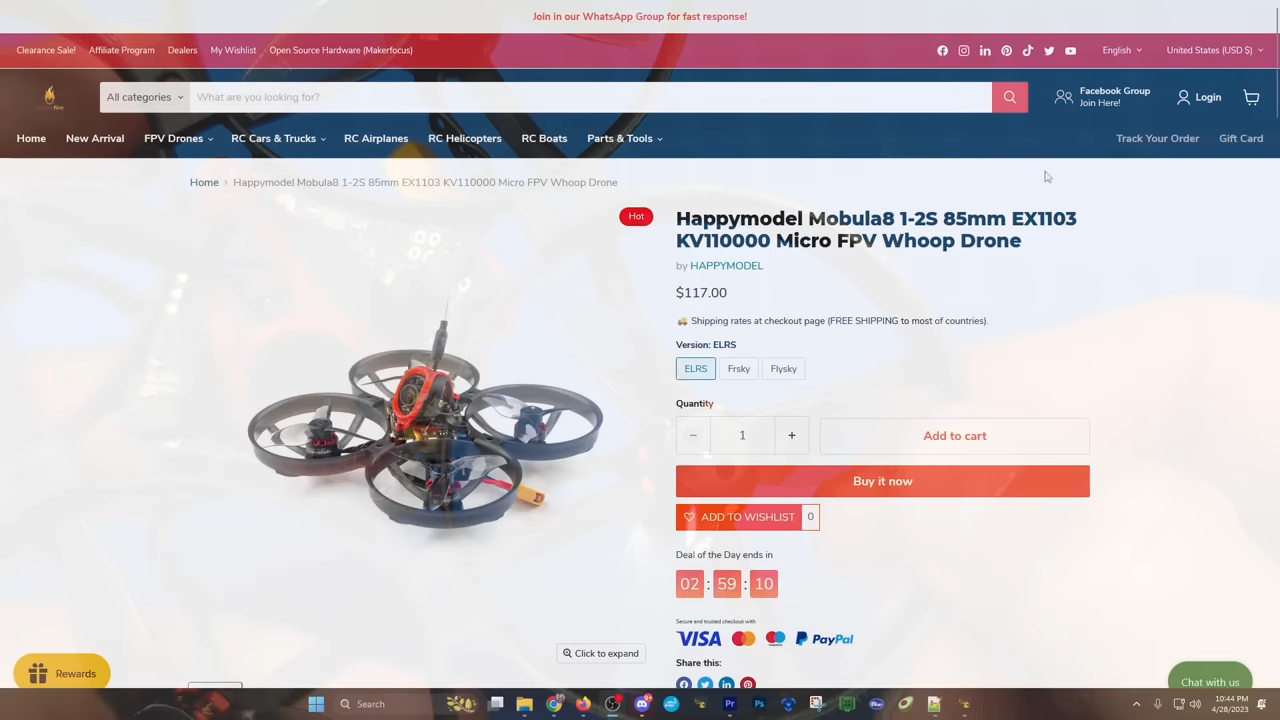 Join in our WhatsApp Group for fast response!
Clearance Sale! Affiliate Program Dealers My Wishlist Open Source Hardware (Makerfocus) English United States (USD $)
All categories What are you looking for? Facebook Group
Join Here!
Login
Home New Arrival FPV Drones RC Cars & Trucks RC Airplanes RC Helicopters RC Boats Parts & Tools Track Your Order Gift Card
Home > Happymodel Mobula8 1-2S 85mm EX1103 KV110000 Micro FPV Whoop Drone
Hot
Happymodel Mobula8 1-2S 85mm EX1103
KV110000 Micro FPV Whoop Drone
by HAPPYMODEL
$117.00
Shipping rates at checkout page (FREE SHIPPING to most of countries).
Version: ELRS
ELRS Frsky Flysky
Quantity
− 1 + Add to cart
Buy it now
ADD TO WISHLIST 0
Deal of the Day ends in
02 : 59 : 10
Secure and trusted checkout with
VISA PayPal
Click to expand
Share this:
Rewards
Chat with us
Search
9+
Pr
Ps
10:44 PM
4/28/2023